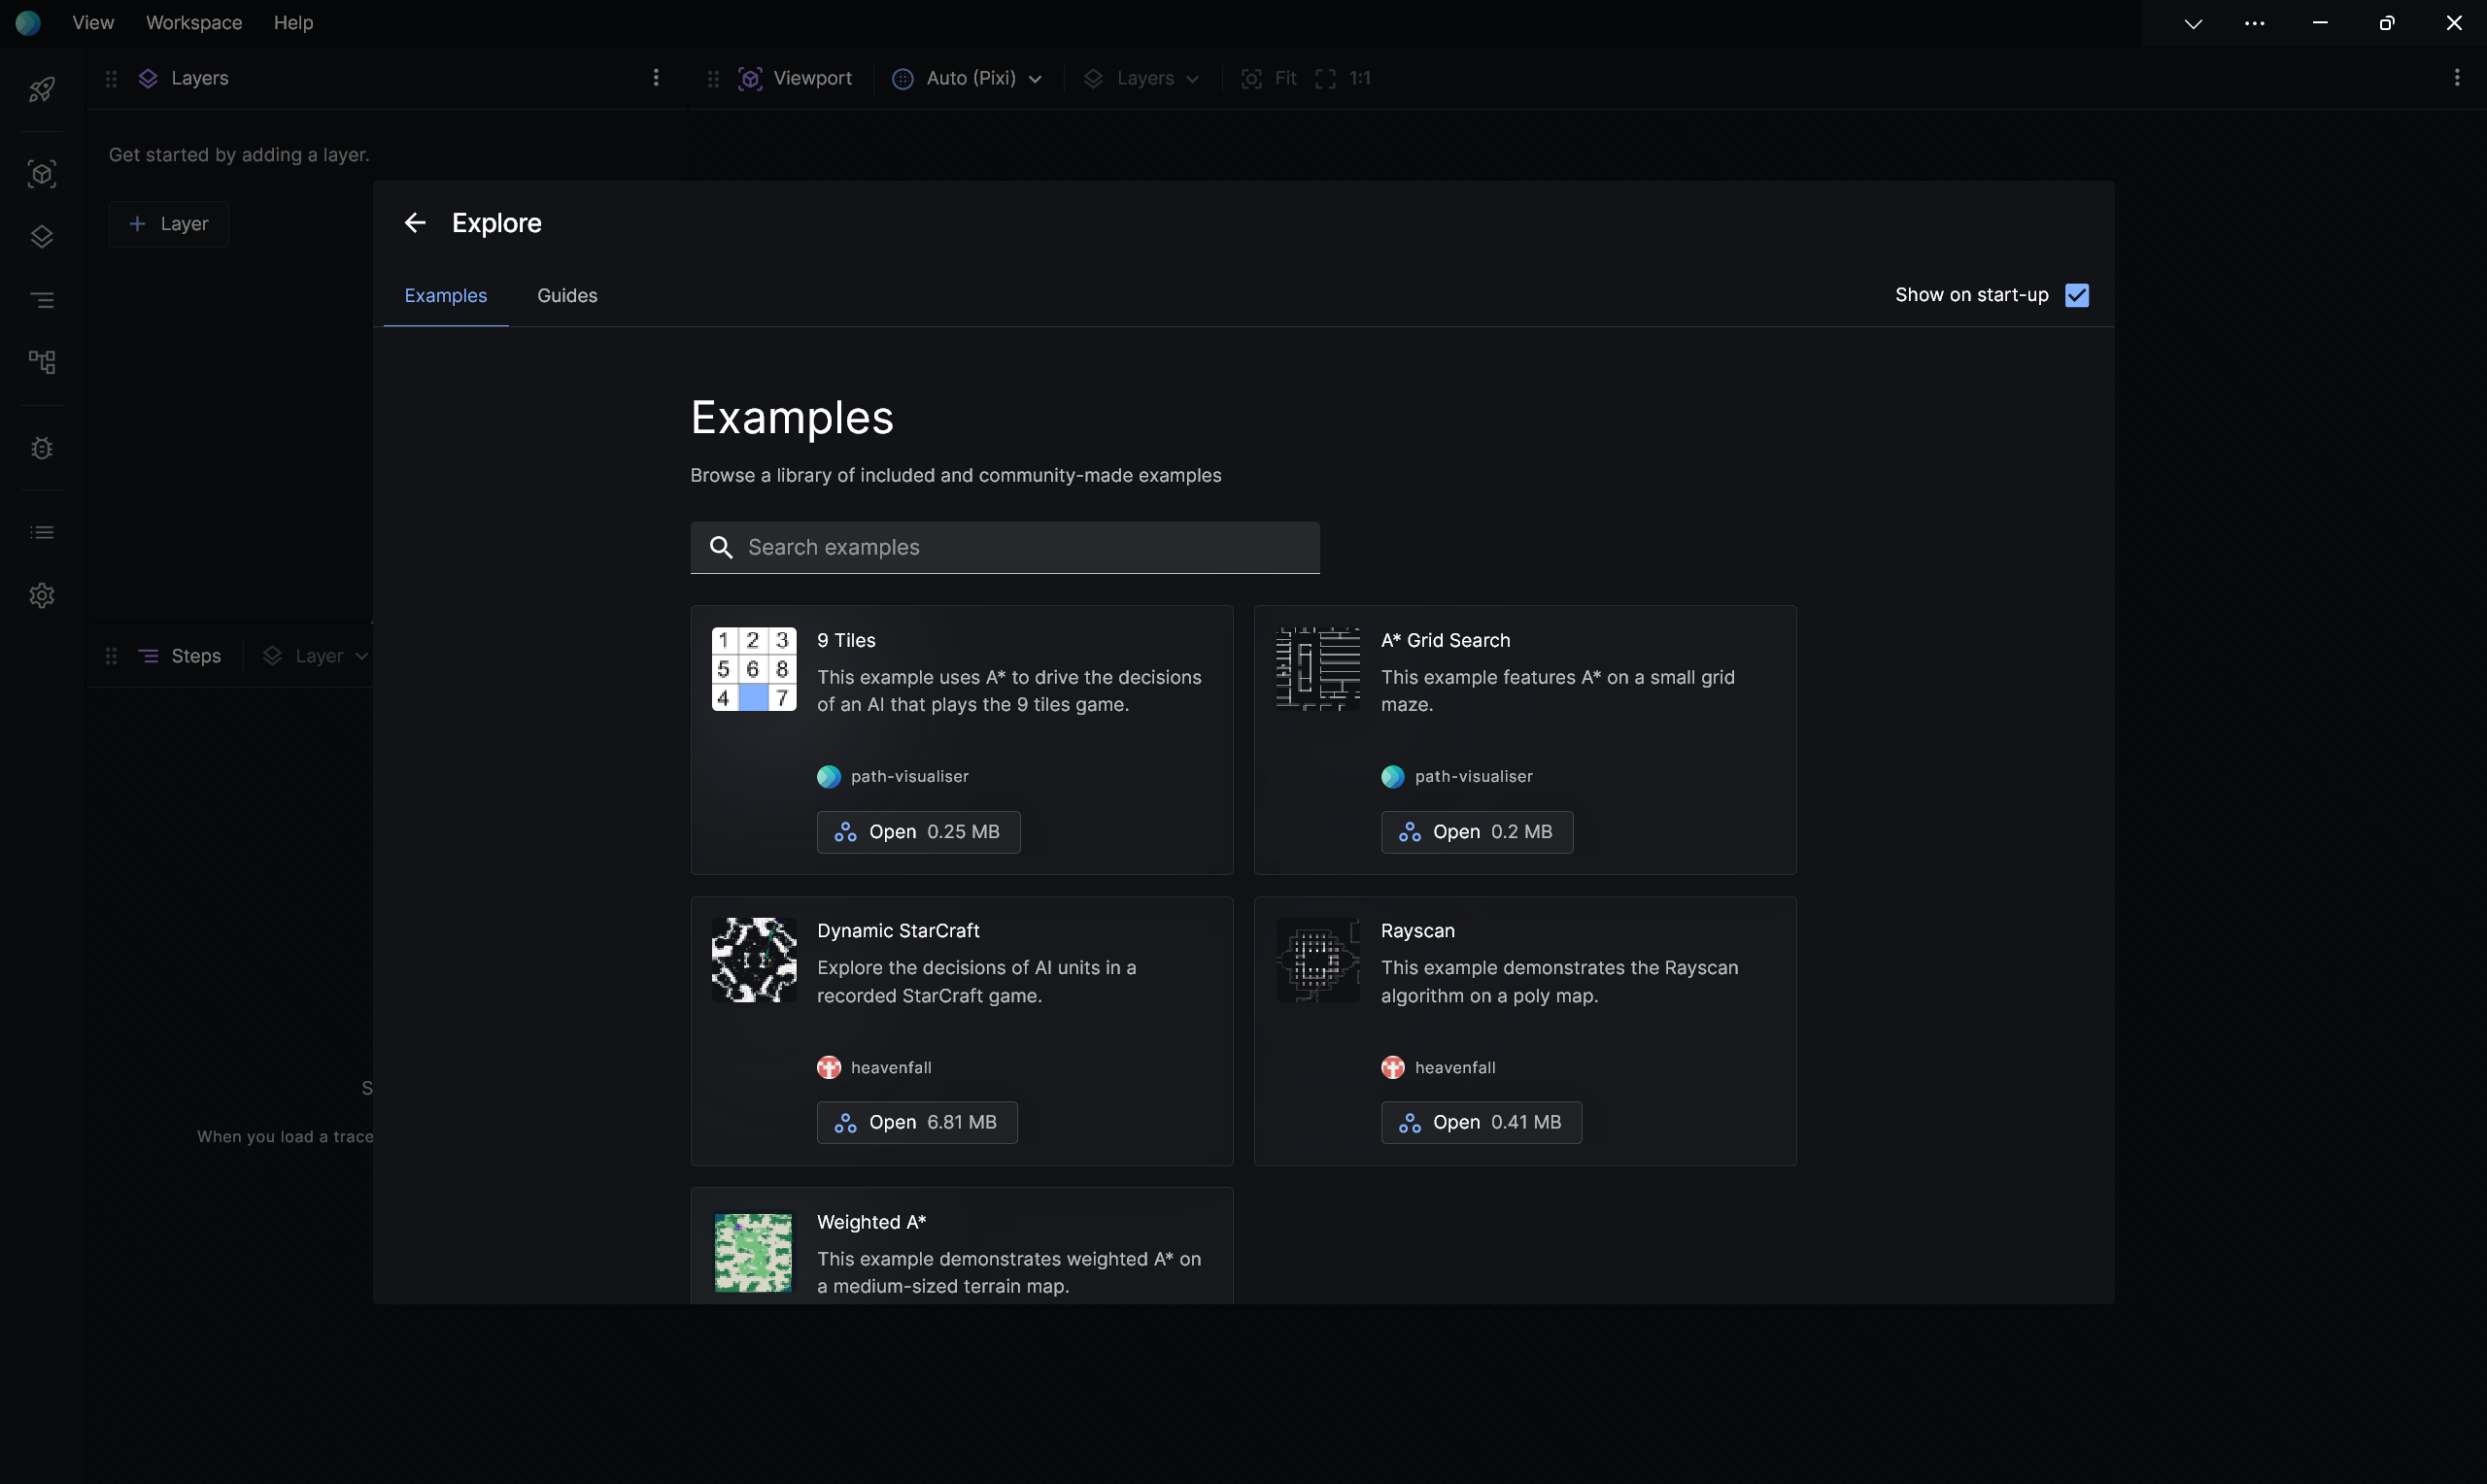 View Workspace Help
Layers
Viewport Auto (Pixi) Layers Fit 1:1
Get started by adding a layer.
Layer
Explore
Examples Guides
Show on start-up
Examples
Browse a library of included and community-made examples
Search examples
1 2 3
5 6 8
4 7
9 Tiles
This example uses A* to drive the decisions
of an AI that plays the 9 tiles game.
path-visualiser
Open 0.25 MB
A* Grid Search
This example features A* on a small grid
maze.
path-visualiser
Open 0.2 MB
Steps Layer
Dynamic StarCraft
Explore the decisions of AI units in a
recorded StarCraft game.
heavenfall
Open 6.81 MB
Rayscan
This example demonstrates the Rayscan
algorithm on a poly map.
heavenfall
Open 0.41 MB
S
When you load a trace
Weighted A*
This example demonstrates weighted A* on
a medium-sized terrain map.